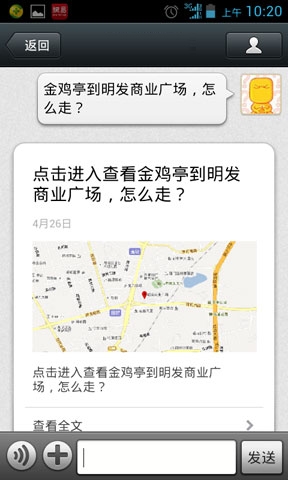 3G
上午 10:20
返回
金鸡亭到明发商业广场，怎
么走？
点击进入查看金鸡亭到明发
商业广场，怎么走？
4月26日
点击进入查看金鸡亭到明发商业广
场，怎么走？
查看全文
发送